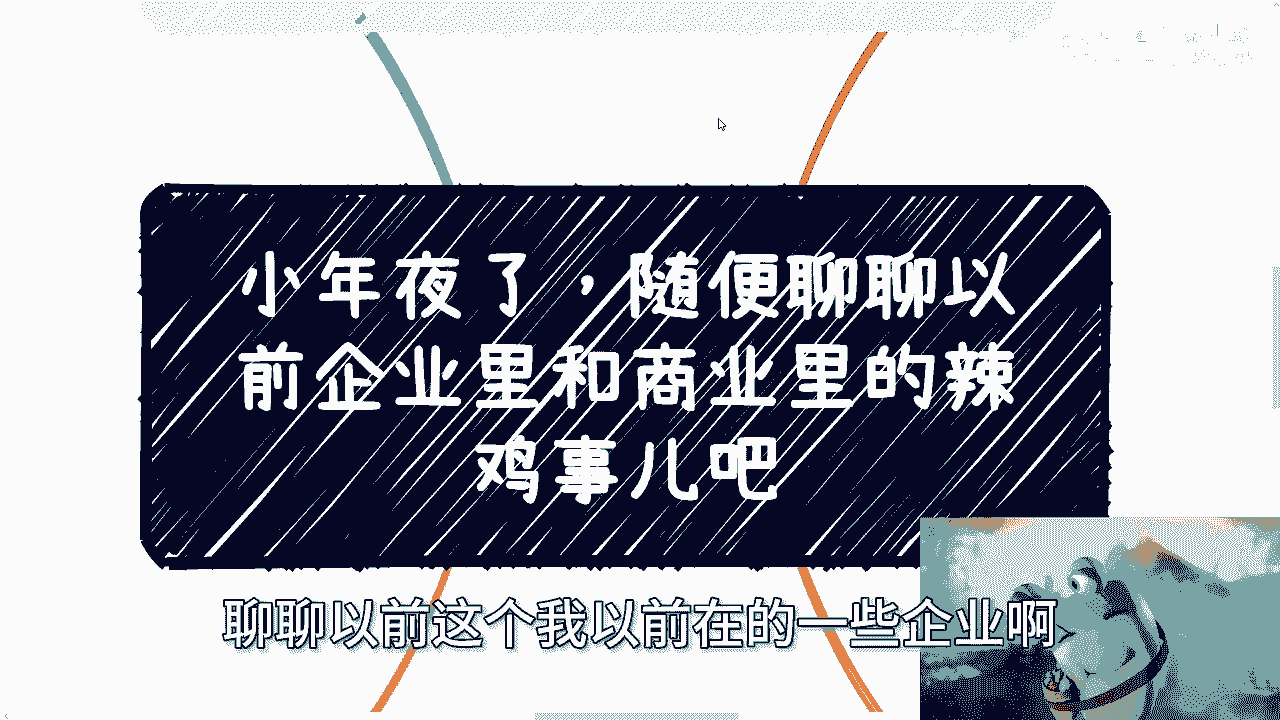 小年夜了，随便聊聊以
前企业里和商业里的辣
鸡事儿吧
聊聊以前这个我以前在的一些企业啊